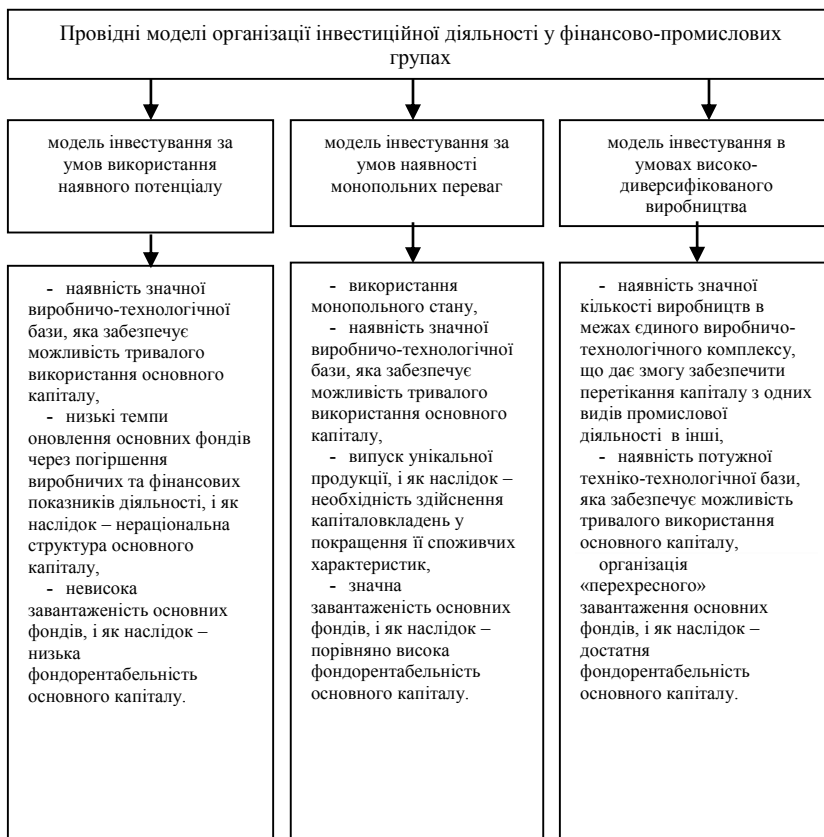 Провідні моделі організації інвестиційної діяльності у фінансово-промислових
групах
модель інвестування за
умов використання
наявного потенціалу
модель інвестування за
умов наявності
монопольних переваг
модель інвестування в
умовах високо-
диверсифікованого
виробництва
- наявність значної
виробничо-технологічної
бази, яка забезпечує
можливість тривалого
використання основного
капіталу,
- низькі темпи
оновлення основних фондів
через погіршення
виробничих та фінансових
показників діяльності, і як
наслідок – нераціональна
структура основного
капіталу,
- невисока
завантаженість основних
фондів, і як наслідок –
низька
фондорентабельність
основного капіталу.
- використання
монопольного стану,
- наявність значної
виробничо-технологічної
бази, яка забезпечує
можливість тривалого
використання основного
капіталу,
- випуск унікальної
продукції, і як наслідок –
необхідність здійснення
капіталовкладень у
покращення її споживчих
характеристик,
- значна
завантаженість основних
фондів, і як наслідок –
порівняно висока
фондорентабельність
основного капіталу.
- наявність значної
кількості виробництв в
межах єдиного виробничо-
технологічного комплексу,
що дає змогу забезпечити
перетікання капіталу з одних
видів промислової
діяльності в інші,
- наявність потужної
техніко-технологічної бази,
яка забезпечує можливість
тривалого використання
основного капіталу,
організація
«перехресного»
завантаження основних
фондів, і як наслідок –
достатня
фондорентабельність
основного капіталу.